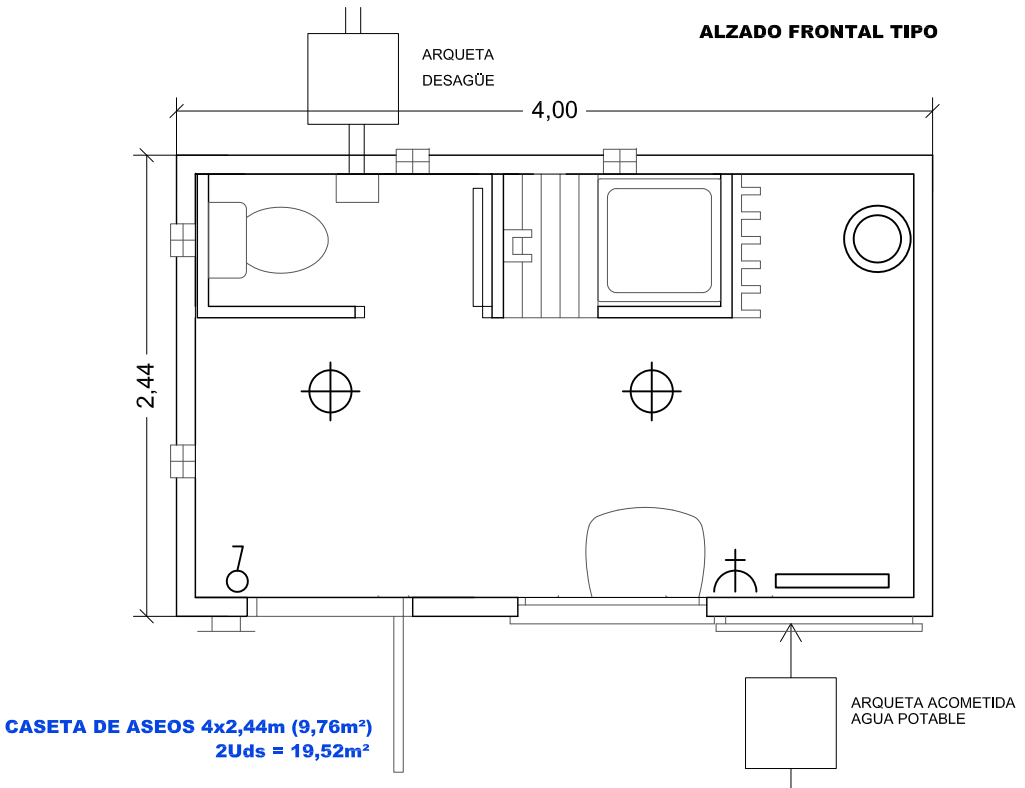 ALZADO FRONTAL TIPO
ARQUETA
DESAGÜE
4,00
2,44
ARQUETA ACOMETIDA
AGUA POTABLE
CASETA DE ASEOS 4x2,44m (9,76m²)
2Uds = 19,52m²